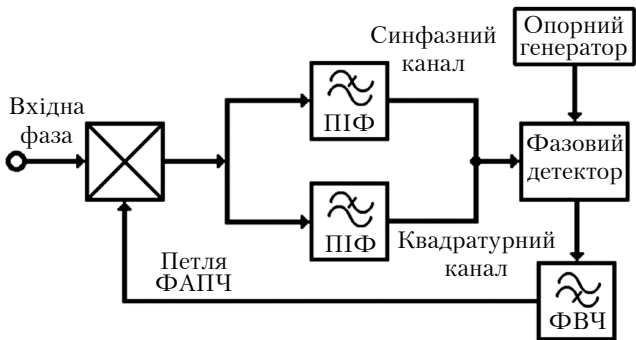 Опорний
генератор
Синфазний
канал
Вхідна
фаза
ПІФ
Фазовий
детектор
ПІФ
Квадратурний
канал
Петля
ФАПЧ
ФВЧ